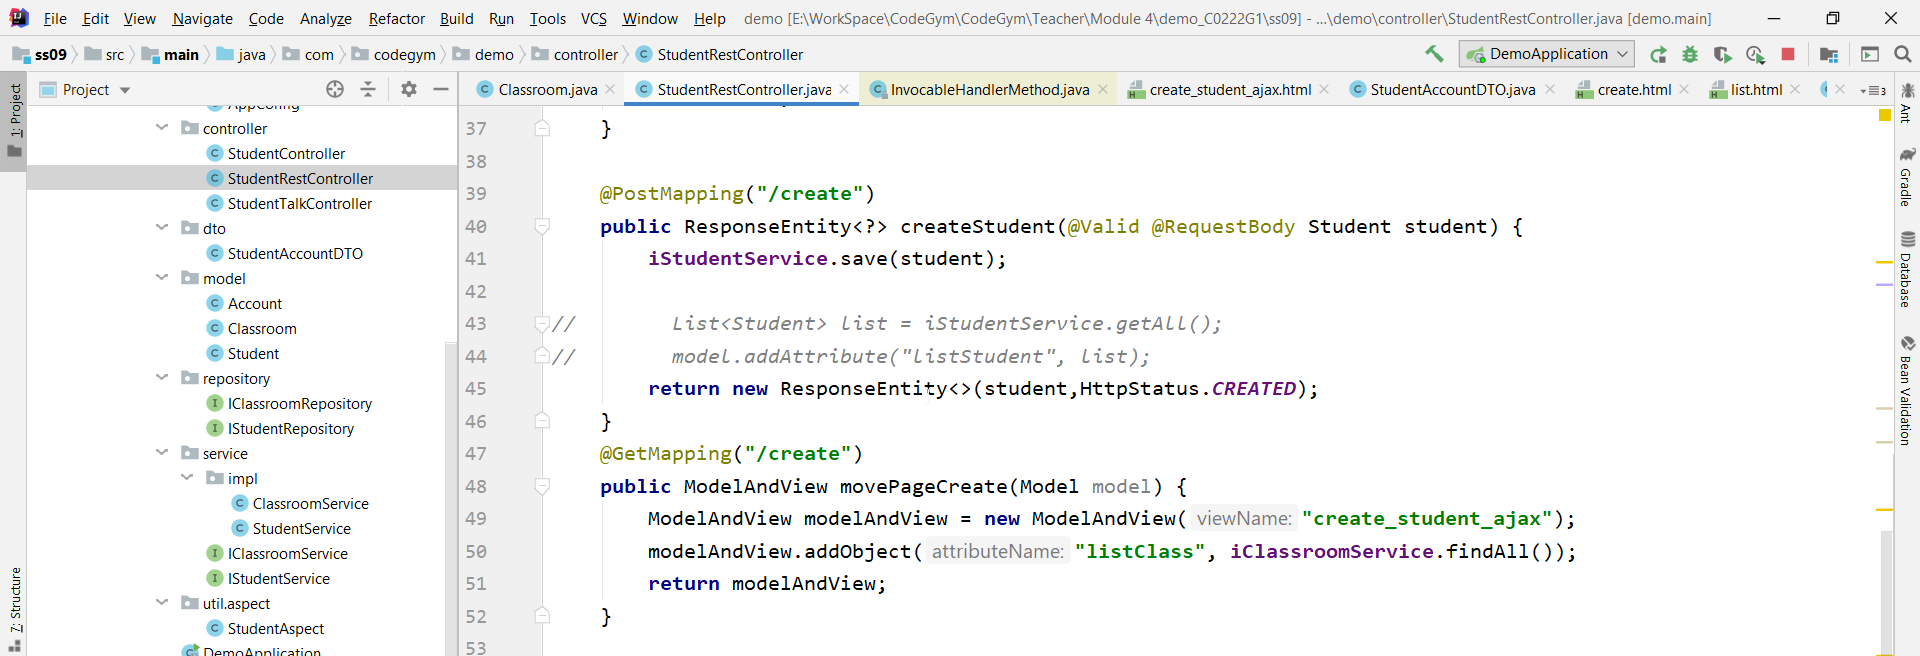 File Edit View Navigate Code Analyze Refactor Build Run Tools VCS Window Help demo [E:\WorkSpace\CodeGym\CodeGym\Teacher\Module 4\demo_C0222G1\ss09] - ...\demo\controller\StudentRestController.java [demo.main]
ss09 src main java com codegym demo controller StudentRestController DemoApplication
Project Classroom.java StudentRestController.java InvocableHandlerMethod.java create_student_ajax.html StudentAccountDTO.java create.html list.html 3
1: Project
Z: Structure
AppConfig
controller
StudentController
StudentRestController
StudentTalkController
dto
StudentAccountDTO
model
Account
Classroom
Student
repository
IClassroomRepository
IStudentRepository
service
impl
ClassroomService
StudentService
IClassroomService
IStudentService
util.aspect
StudentAspect
DemoApplication
37 }
38
39 @PostMapping("/create")
40 public ResponseEntity<?> createStudent(@Valid @RequestBody Student student) {
41 iStudentService.save(student);
42
43 // List<Student> list = iStudentService.getAll();
44 // model.addAttribute("listStudent", list);
45 return new ResponseEntity<>(student,HttpStatus.CREATED);
46 }
47 @GetMapping("/create")
48 public ModelAndView movePageCreate(Model model) {
49 ModelAndView modelAndView = new ModelAndView( viewName: "create_student_ajax");
50 modelAndView.addObject( attributeName: "listClass", iClassroomService.findAll());
51 return modelAndView;
52 }
53
Ant
Gradle
Database
Bean Validation